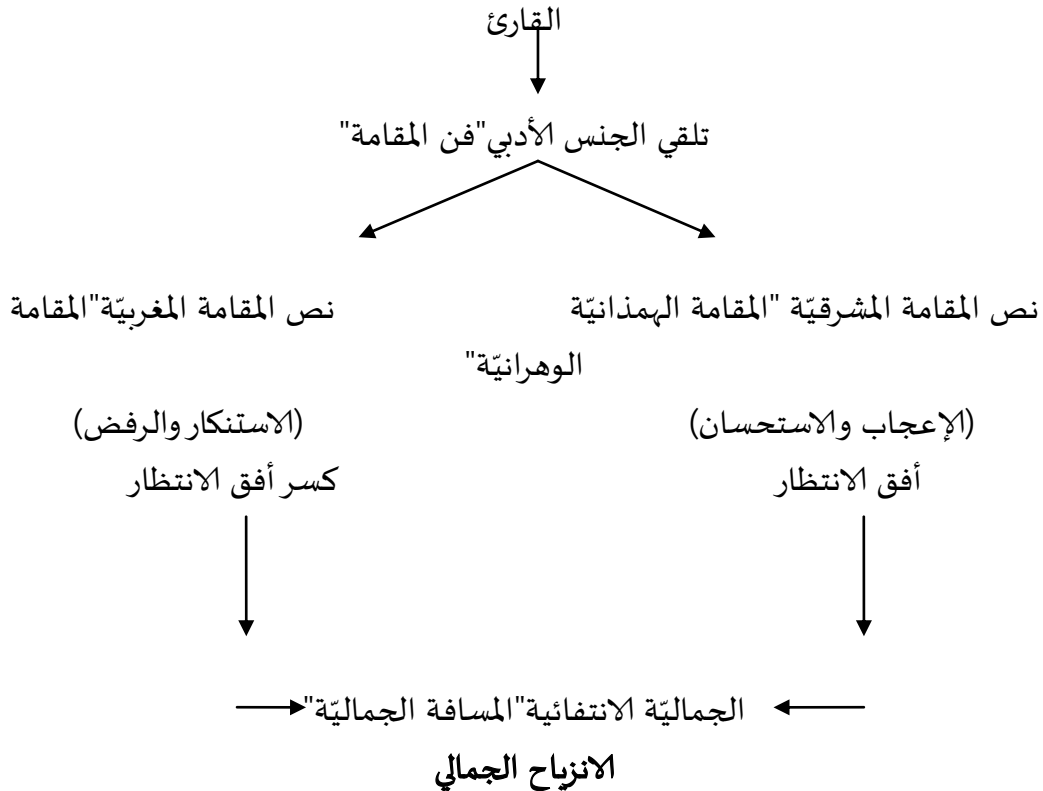 القارئ
تلقي الجنس الأدبي"فن المقامة"
نص المقامة المشرقيّة "المقامة الهمذانيّة نص المقامة المغربيّة"المقامة
الوهرانيّة"
(الإعجاب والاستحسان) (الاستنكار والرفض)
أفق الانتظار كسر أفق الانتظار
الجماليّة الانتفائية"المسافة الجماليّة"
الانزياح الجمالي